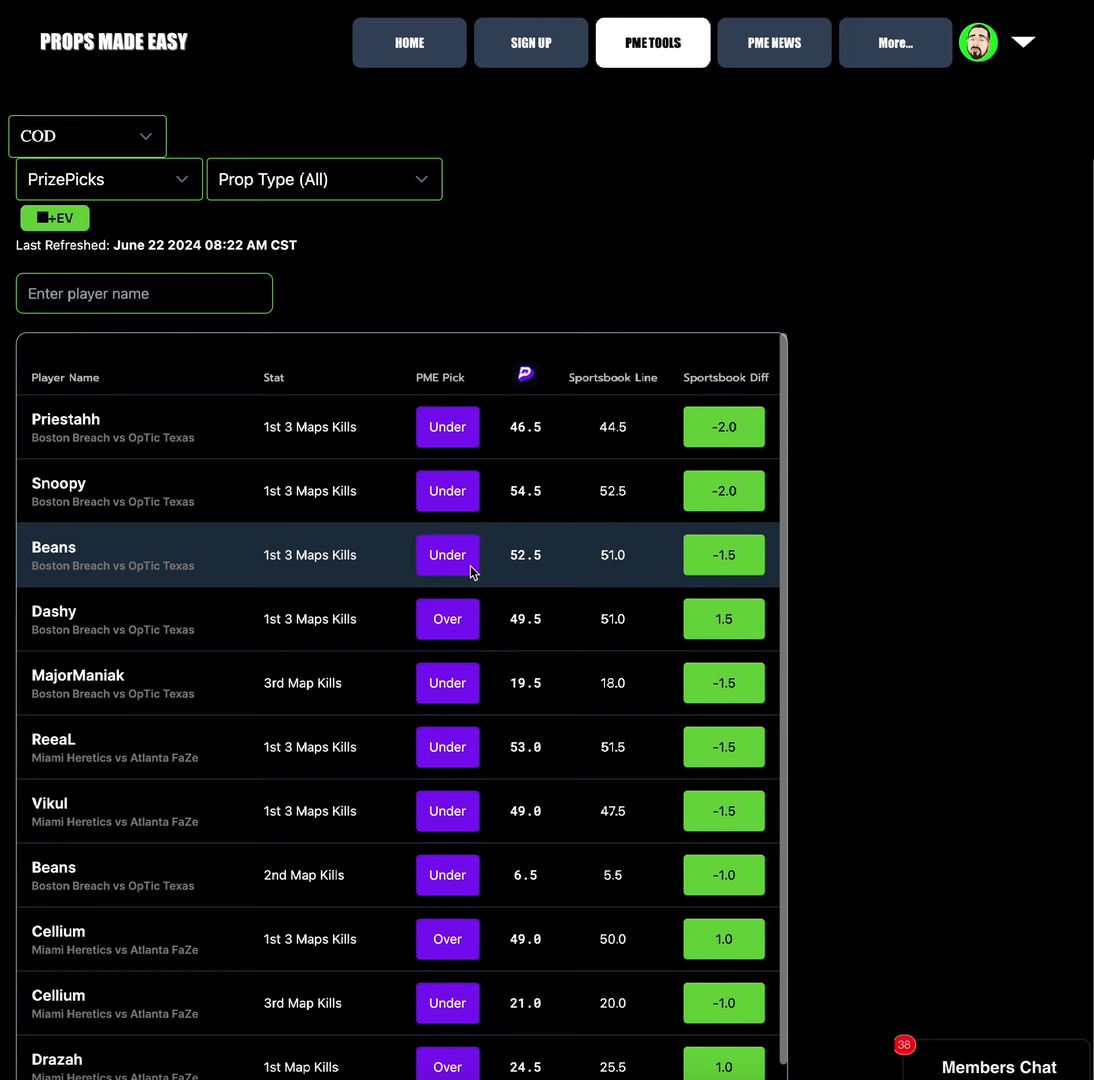 PROPS MADE EASY
HOME
SIGN UP
PME TOOLS
PME NEWS
More...
COD
PrizePicks
Prop Type (All)
+EV
Last Refreshed: June 22 2024 08:22 AM CST
Enter player name
Player Name Stat PME Pick P Sportsbook Line Sportsbook Diff
Priestahh
Boston Breach vs OpTic Texas
1st 3 Maps Kills Under 46.5 44.5 -2.0
Snoopy
Boston Breach vs OpTic Texas
1st 3 Maps Kills Under 54.5 52.5 -2.0
Beans
Boston Breach vs OpTic Texas
1st 3 Maps Kills Under 52.5 51.0 -1.5
Dashy
Boston Breach vs OpTic Texas
1st 3 Maps Kills Over 49.5 51.0 1.5
MajorManiak
Boston Breach vs OpTic Texas
3rd Map Kills Under 19.5 18.0 -1.5
ReeaL
Miami Heretics vs Atlanta FaZe
1st 3 Maps Kills Under 53.0 51.5 -1.5
Vikul
Miami Heretics vs Atlanta FaZe
1st 3 Maps Kills Under 49.0 47.5 -1.5
Beans
Boston Breach vs OpTic Texas
2nd Map Kills Under 6.5 5.5 -1.0
Cellium
Miami Heretics vs Atlanta FaZe
1st 3 Maps Kills Over 49.0 50.0 1.0
Cellium
Miami Heretics vs Atlanta FaZe
3rd Map Kills Under 21.0 20.0 -1.0
Drazah
Miami Heretics vs Atlanta FaZe
1st Map Kills Over 24.5 25.5 1.0
38
Members Chat